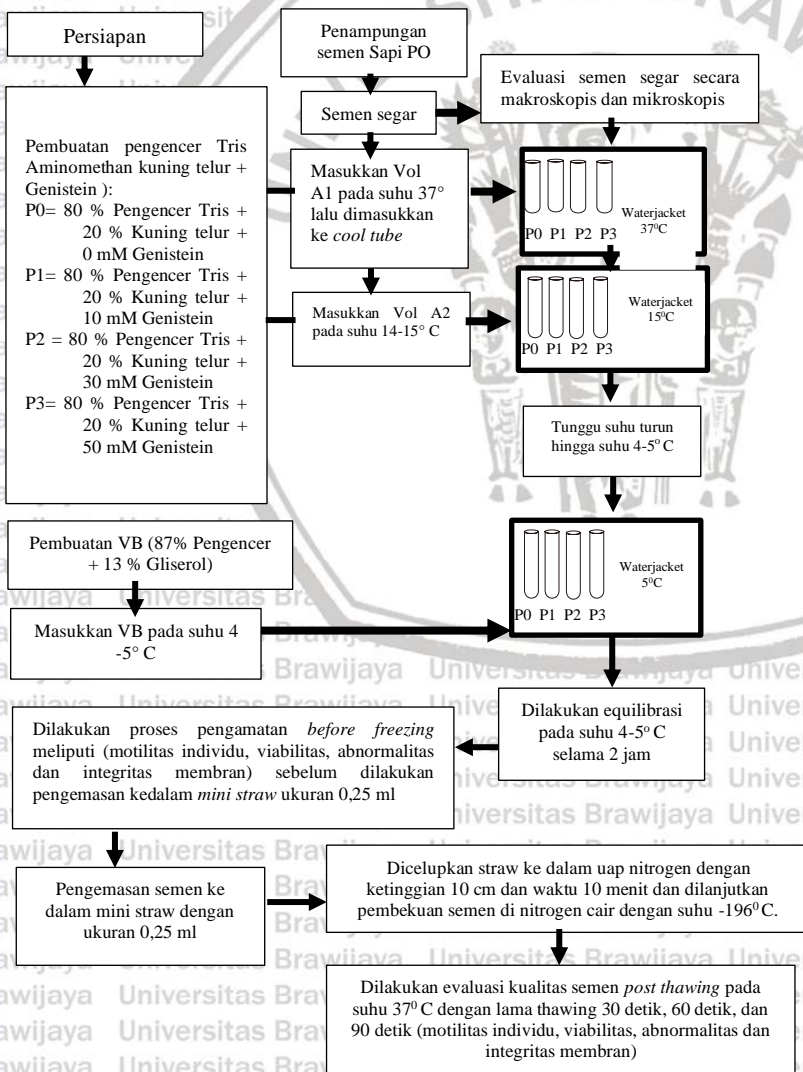 Persiapan
Penampungan
semen Sapi PO
Semen segar
Evaluasi semen segar secara
makroskopis dan mikroskopis
Pembuatan pengencer Tris
Aminomethan kuning telur +
Genistein ):
P0= 80 % Pengencer Tris +
20 % Kuning telur +
0 mM Genistein
P1= 80 % Pengencer Tris +
20 % Kuning telur +
10 mM Genistein
P2 = 80 % Pengencer Tris +
20 % Kuning telur +
30 mM Genistein
P3= 80 % Pengencer Tris +
20 % Kuning telur +
50 mM Genistein
Masukkan Vol
A1 pada suhu 37°
lalu dimasukkan
ke cool tube
Waterjacket
37⁰C
P0 P1 P2 P3
Masukkan Vol A2
pada suhu 14-15° C
Waterjacket
15⁰C
P0 P1 P2 P3
Tunggu suhu turun
hingga suhu 4-5º C
Pembuatan VB (87% Pengencer
+ 13 % Gliserol)
Masukkan VB pada suhu 4
-5° C
Waterjacket
5⁰C
P0 P1 P2 P3
Dilakukan equilibrasi
pada suhu 4-5º C
selama 2 jam
Dilakukan proses pengamatan before freezing
meliputi (motilitas individu, viabilitas, abnormalitas
dan integritas membran) sebelum dilakukan
pengemasan kedalam mini straw ukuran 0,25 ml
Pengemasan semen ke
dalam mini straw dengan
ukuran 0,25 ml
Dicelupkan straw ke dalam uap nitrogen dengan
ketinggian 10 cm dan waktu 10 menit dan dilanjutkan
pembekuan semen di nitrogen cair dengan suhu -196⁰ C.
Dilakukan evaluasi kualitas semen post thawing pada
suhu 37⁰ C dengan lama thawing 30 detik, 60 detik, dan
90 detik (motilitas individu, viabilitas, abnormalitas dan
integritas membran)